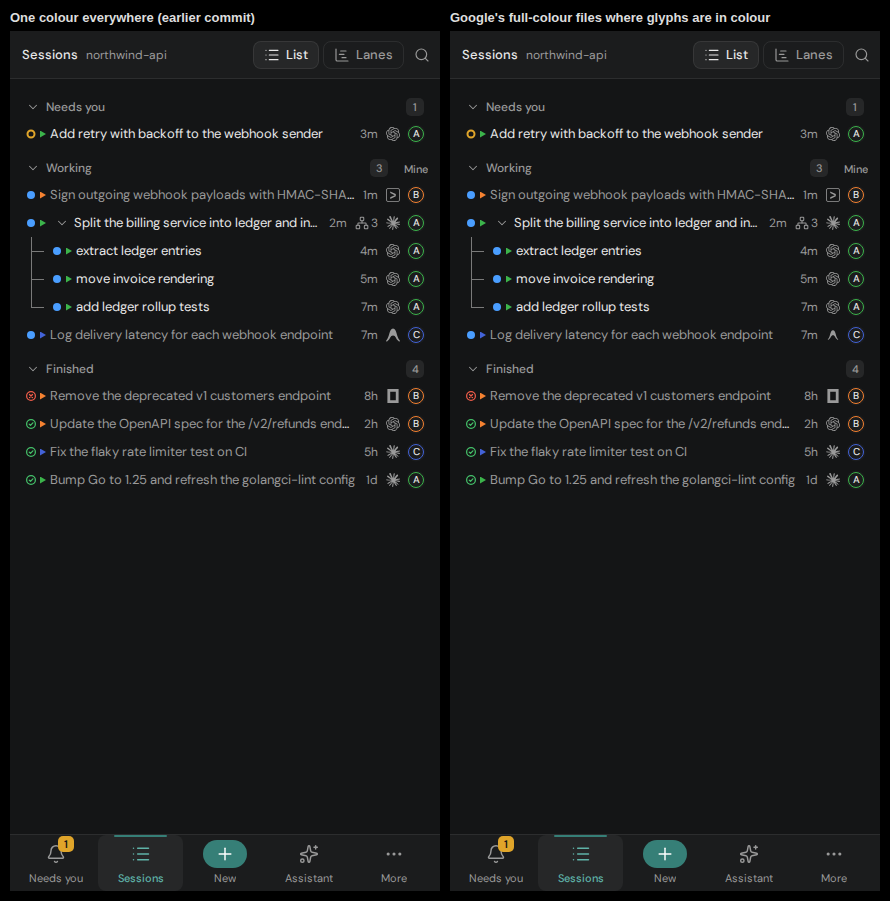 One colour everywhere (earlier commit)
Sessions northwind-api List Lanes
Needs you 1
Add retry with backoff to the webhook sender 3m A
Working 3 Mine
Sign outgoing webhook payloads with HMAC-SHA... 1m B
Split the billing service into ledger and in... 2m 3 A
extract ledger entries 4m A
move invoice rendering 5m A
add ledger rollup tests 7m A
Log delivery latency for each webhook endpoint 7m C
Finished 4
Remove the deprecated v1 customers endpoint 8h B
Update the OpenAPI spec for the /v2/refunds end... 2h B
Fix the flaky rate limiter test on CI 5h C
Bump Go to 1.25 and refresh the golangci-lint config 1d A
1
Needs you Sessions New Assistant More
Google's full-colour files where glyphs are in colour
Sessions northwind-api List Lanes
Needs you 1
Add retry with backoff to the webhook sender 3m A
Working 3 Mine
Sign outgoing webhook payloads with HMAC-SHA... 1m B
Split the billing service into ledger and in... 2m 3 A
extract ledger entries 4m A
move invoice rendering 5m A
add ledger rollup tests 7m A
Log delivery latency for each webhook endpoint 7m C
Finished 4
Remove the deprecated v1 customers endpoint 8h B
Update the OpenAPI spec for the /v2/refunds end... 2h B
Fix the flaky rate limiter test on CI 5h C
Bump Go to 1.25 and refresh the golangci-lint config 1d A
1
Needs you Sessions New Assistant More